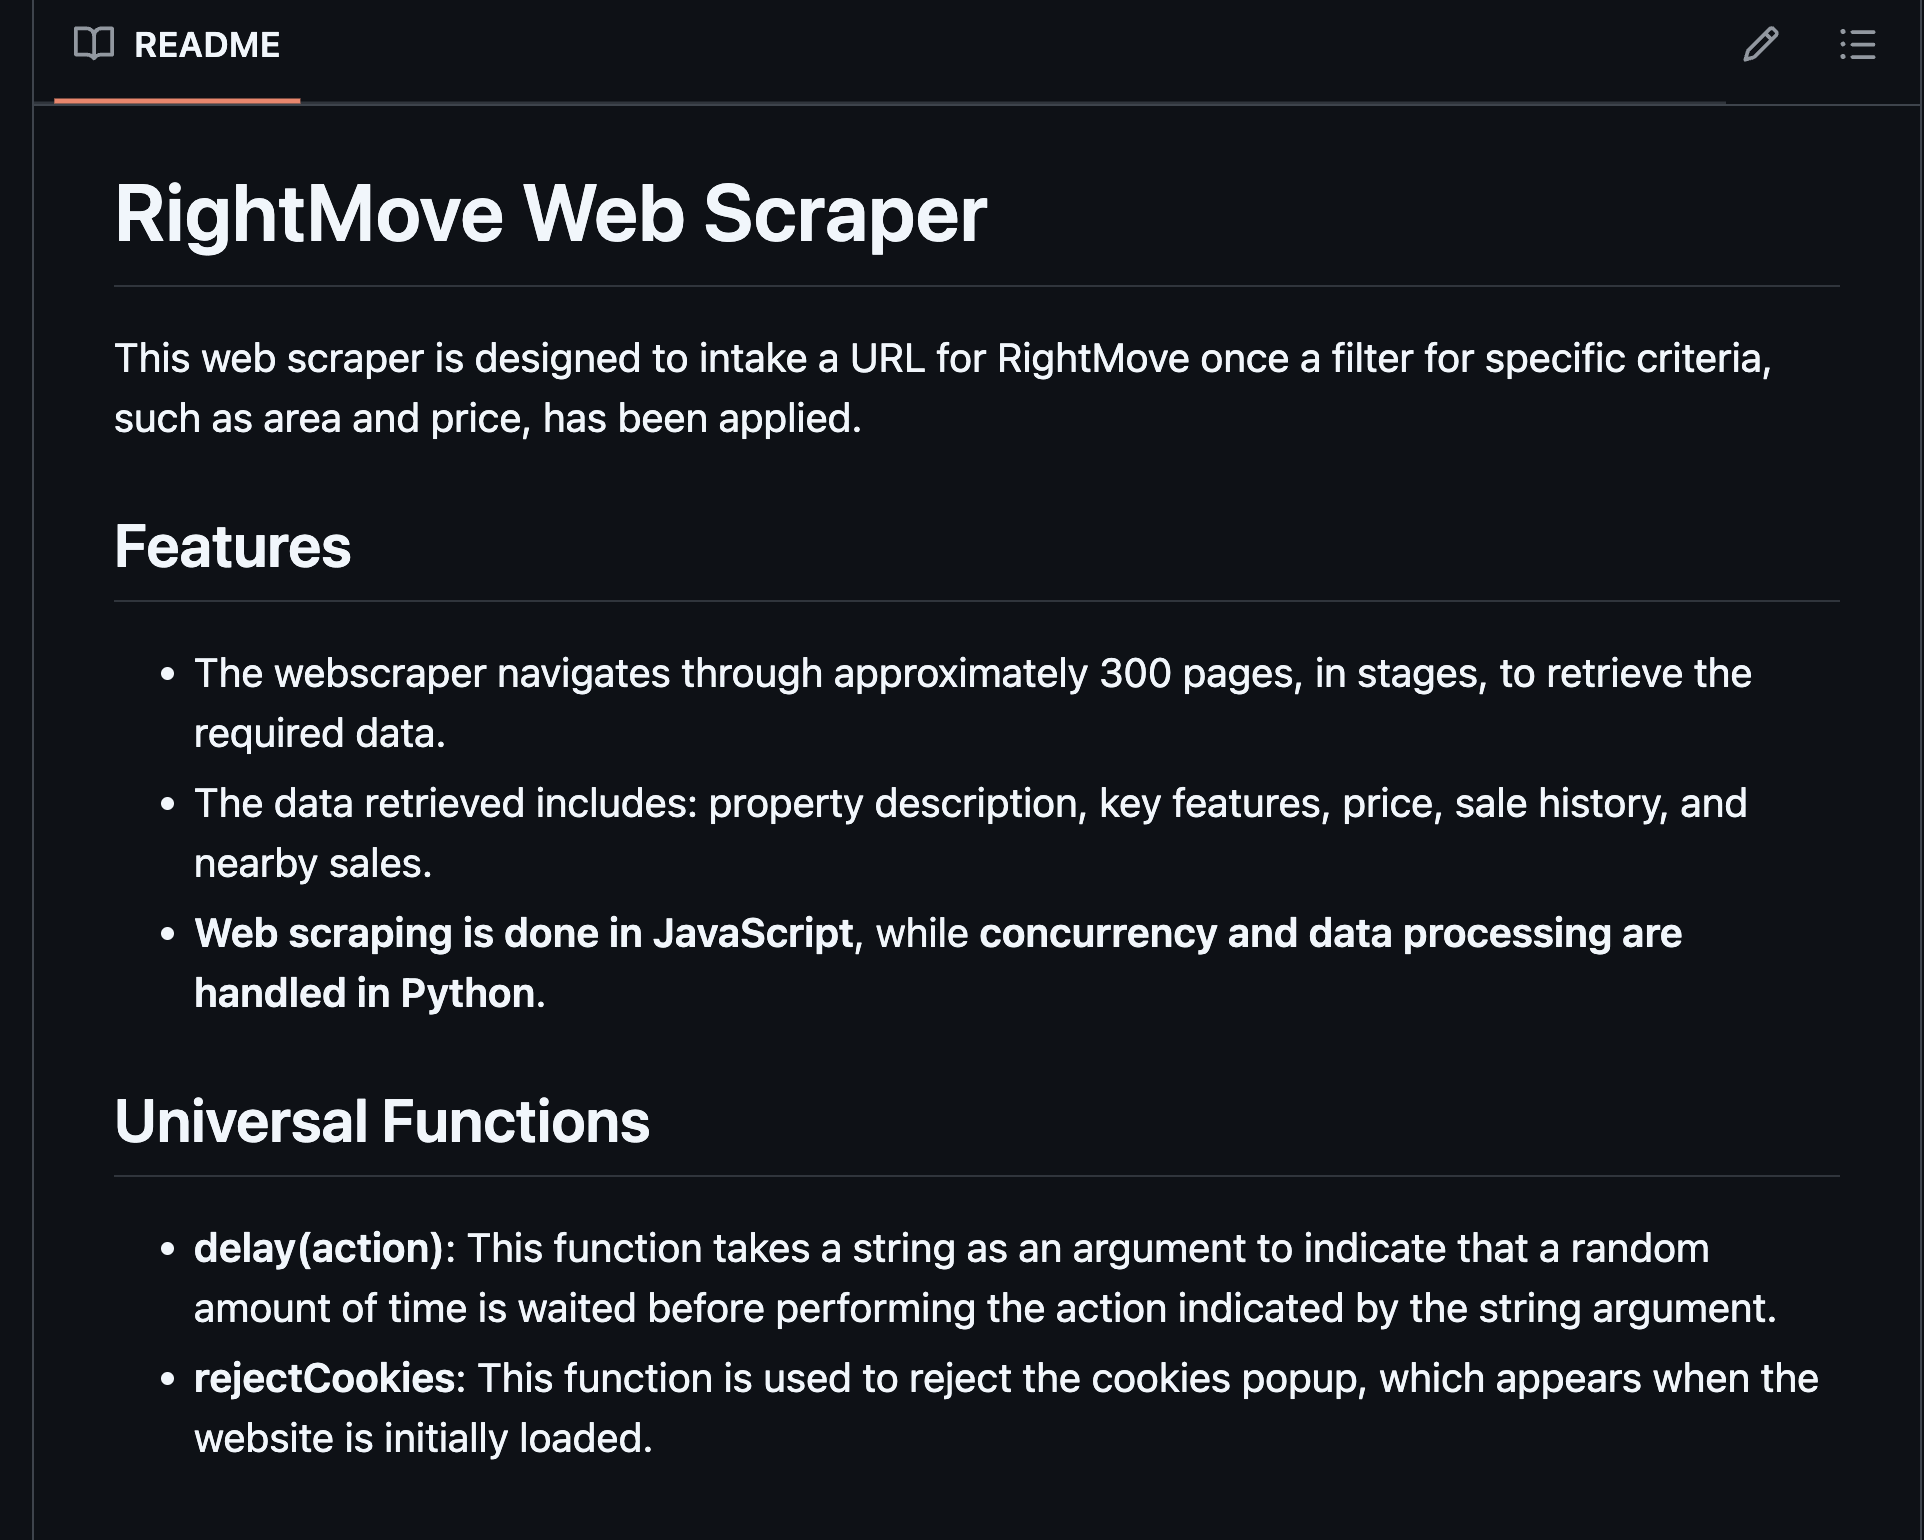 README
RightMove Web Scraper
This web scraper is designed to intake a URL for RightMove once a filter for specific criteria,
such as area and price, has been applied.
Features
• The webscraper navigates through approximately 300 pages, in stages, to retrieve the
required data.
• The data retrieved includes: property description, key features, price, sale history, and
nearby sales.
• Web scraping is done in JavaScript, while concurrency and data processing are
handled in Python.
Universal Functions
• delay(action): This function takes a string as an argument to indicate that a random
amount of time is waited before performing the action indicated by the string argument.
• rejectCookies: This function is used to reject the cookies popup, which appears when the
website is initially loaded.